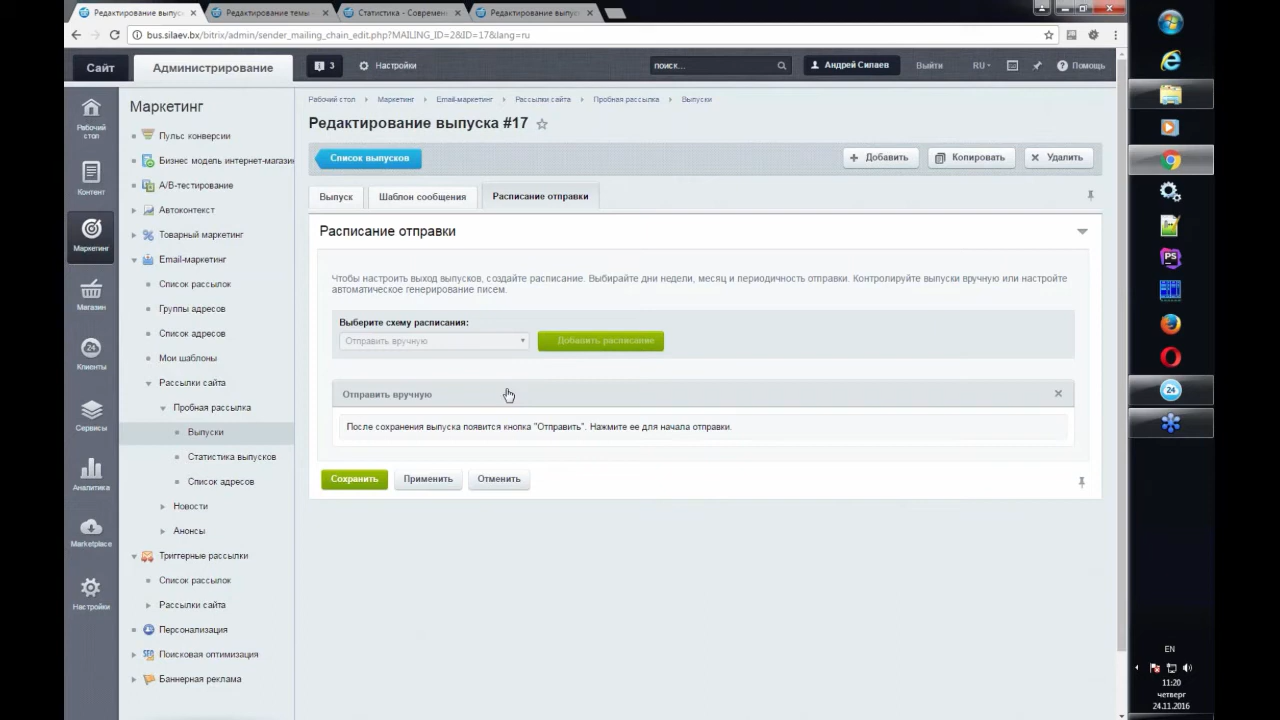 Редактирование выпус
Редактирование темы
Статистика - Современ
Редактирование выпус
bus.silaev.bx/bitrix/admin/sender_mailing_chain_edit.php?MAILING_ID=2&ID=17&lang=ru
Сайт
Администрирование
3
Настройки
поиск...
Андрей Силаев
Выйти
RU
Помощь
Рабочий стол
Маркетинг
Email-маркетинг
Рассылки сайта
Пробная рассылка
Выпуски
Редактирование выпуска #17
Список выпусков
Добавить
Копировать
Удалить
Выпуск
Шаблон сообщения
Расписание отправки
Расписание отправки
Чтобы настроить выход выпусков, создайте расписание. Выбирайте дни недели, месяц и периодичность отправки. Контролируйте выпуски вручную или настройте
автоматическое генерирование писем.
Выберите схему расписания:
Отправить вручную
Добавить расписание
Отправить вручную
После сохранения выпуска появится кнопка "Отправить". Нажмите ее для начала отправки.
Сохранить
Применить
Отменить
Рабочий
стол
Контент
Маркетинг
Магазин
24
Клиенты
Сервисы
Аналитика
Marketplace
Настройки
Маркетинг
Пульс конверсии
Бизнес модель интернет-магази
A/B-тестирование
Автоконтекст
Товарный маркетинг
Email-маркетинг
Список рассылок
Группы адресов
Список адресов
Мои шаблоны
Рассылки сайта
Пробная рассылка
Выпуски
Статистика выпусков
Список адресов
Новости
Анонсы
Триггерные рассылки
Список рассылок
Рассылки сайта
Персонализация
SEO
Поисковая оптимизация
Баннерная реклама
PS
24
EN
11:20
четверг
24.11.2016